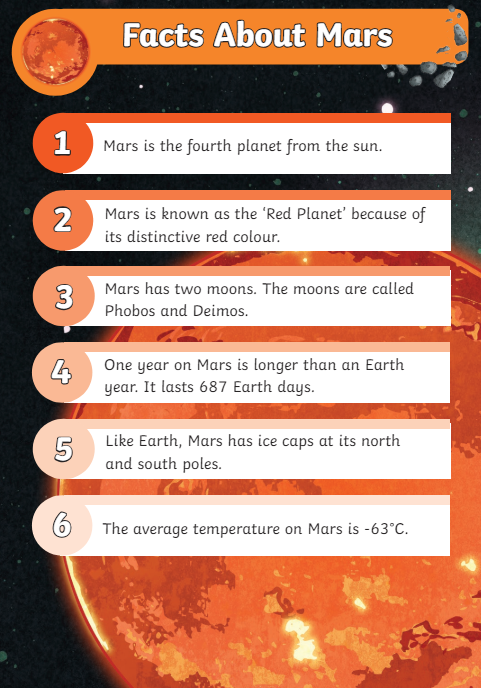 Facts About Mars
1
Mars is the fourth planet from the sun.
2
Mars is known as the ‘Red Planet’ because of
its distinctive red colour.
3
Mars has two moons. The moons are called
Phobos and Deimos.
4
One year on Mars is longer than an Earth
year. It lasts 687 Earth days.
5
Like Earth, Mars has ice caps at its north
and south poles.
6
The average temperature on Mars is -63°C.